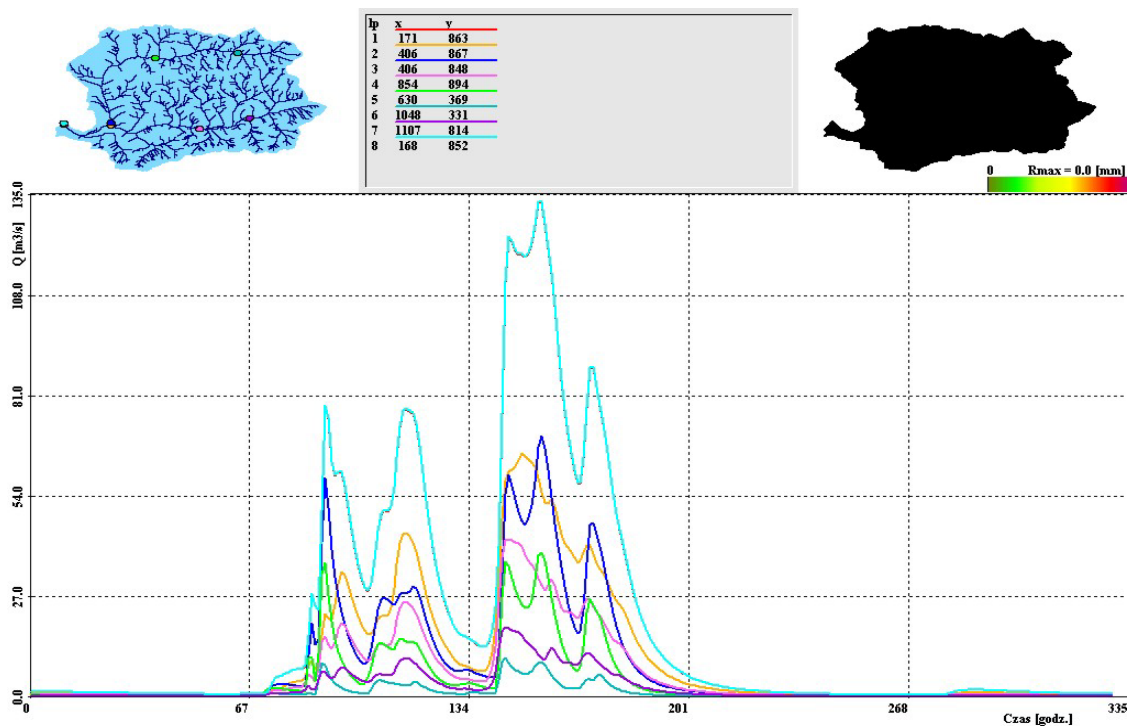 lp x y
1 171 863
2 406 867
3 406 848
4 854 894
5 630 369
6 1048 331
7 1107 814
8 168 852
0 Rmax = 0.0 [mm]
135.0
Q [m3/s]
108.0
81.0
54.0
27.0
0.0
.0 67 134 201 268 335
Czas [godz.]